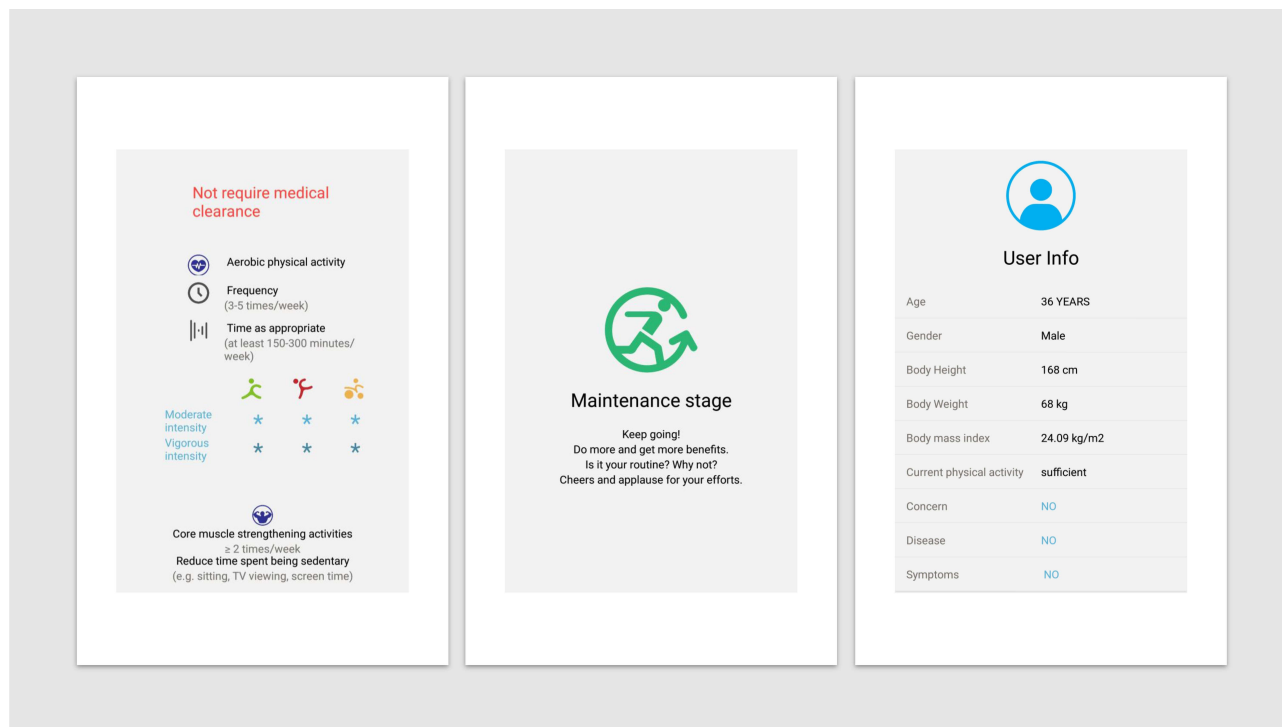 Not require medical
clearance
Aerobic physical activity
Frequency
(3-5 times/week)
Time as appropriate
(at least 150-300 minutes/
week)
Moderate
intensity
* * *
Vigorous
intensity
* * *
Core muscle strengthening activities
≥ 2 times/week
Reduce time spent being sedentary
(e.g. sitting, TV viewing, screen time)
Maintenance stage
Keep going!
Do more and get more benefits.
Is it your routine? Why not?
Cheers and applause for your efforts.
User Info
Age 36 YEARS
Gender Male
Body Height 168 cm
Body Weight 68 kg
Body mass index 24.09 kg/m2
Current physical activity sufficient
Concern NO
Disease NO
Symptoms NO